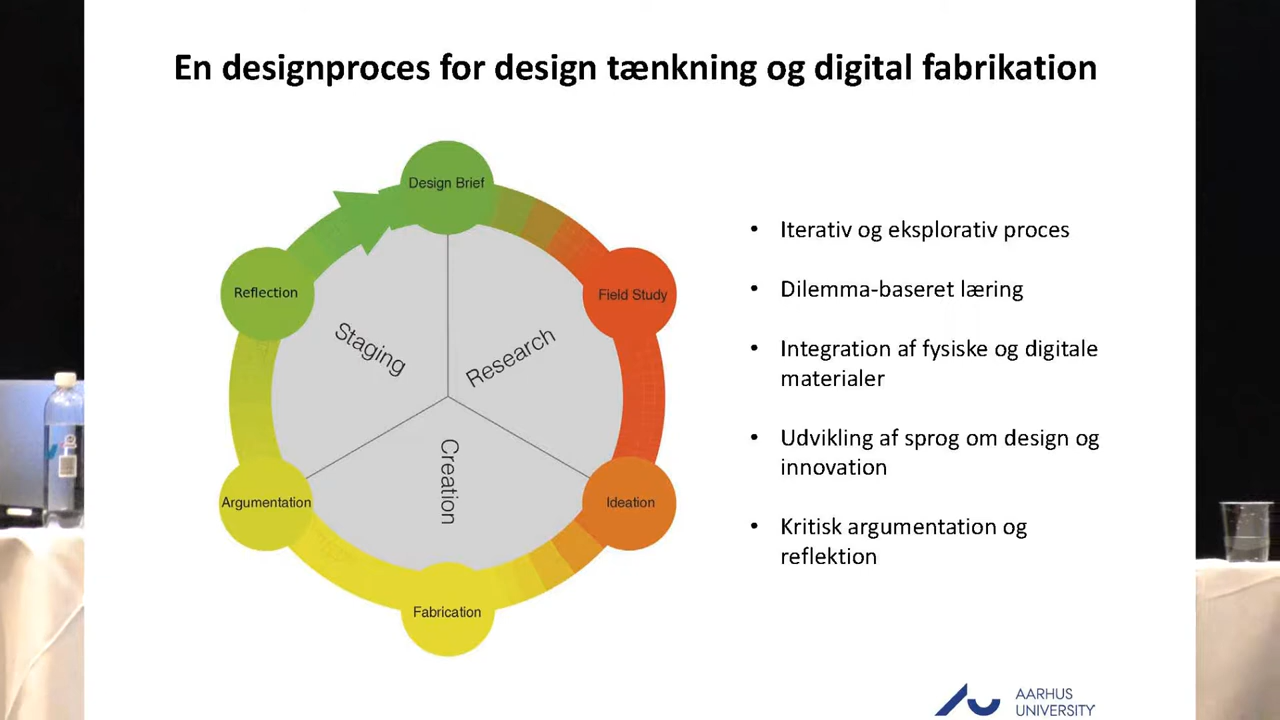 En designproces for design tænkning og digital fabrikation
Design Brief
Field Study
Ideation
Fabrication
Argumentation
Reflection
Staging
Research
Creation
• Iterativ og eksplorativ proces
• Dilemma-baseret læring
• Integration af fysiske og digitale
materialer
• Udvikling af sprog om design og
innovation
• Kritisk argumentation og
reflektion
AARHUS
UNIVERSITY